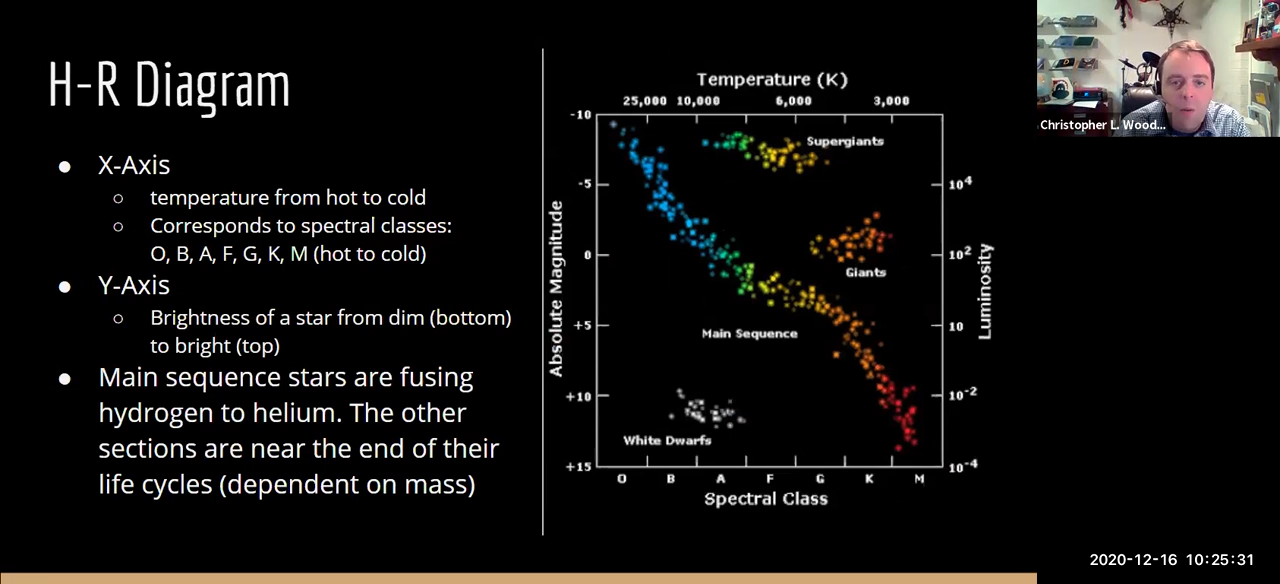 H-R Diagram
● X-Axis
○ temperature from hot to cold
○ Corresponds to spectral classes:
O, B, A, F, G, K, M (hot to cold)
● Y-Axis
○ Brightness of a star from dim (bottom)
to bright (top)
● Main sequence stars are fusing
hydrogen to helium. The other
sections are near the end of their
life cycles (dependent on mass)
Temperature (K)
25,000 10,000 6,000 3,000
-10
-5
0
+5
+10
+15
Absolute Magnitude
Supergiants
Giants
Main Sequence
White Dwarfs
10⁴
10²
10
10⁻²
10⁻⁴
Luminosity
O B A F G K M
Spectral Class
Christopher L. Wood...
2020-12-16 10:25:31